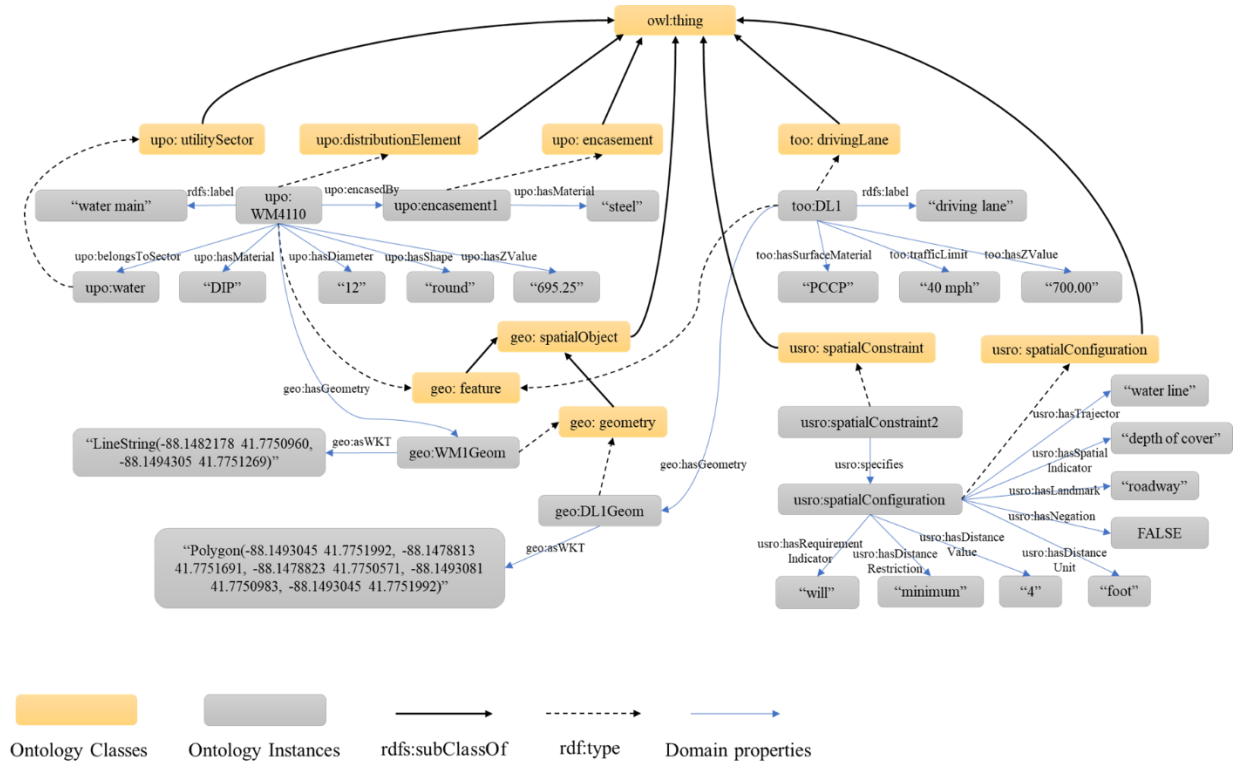 owl:thing
upo: utilitySector
upo:distributionElement
upo: encasement
too: drivingLane
“water main”
rdfs:label
upo:
WM4110
upo:encasedBy
upo:encasement1
upo:hasMaterial
“steel”
too:DL1
rdfs:label
“driving lane”
upo:belongsToSector
upo:hasMaterial
upo:hasDiameter
upo:hasShape
upo:hasZValue
too:hasSurfaceMaterial
too:trafficLimit
too:hasZValue
upo:water
“DIP”
“12”
“round”
“695.25”
“PCCP”
“40 mph”
“700.00”
geo: spatialObject
usro: spatialConstraint
usro: spatialConfiguration
geo:hasGeometry
geo: feature
“water line”
usro:hasTrajector
geo: geometry
usro:spatialConstraint2
“LineString(-88.1482178 41.7750960,
-88.1494305 41.7751269)”
geo:asWKT
geo:WM1Geom
“depth of cover”
usro:hasSpatial
Indicator
geo:hasGeometry
usro:specifies
usro:hasLandmark
“roadway”
geo:DL1Geom
usro:spatialConfiguration
usro:hasNegation
FALSE
geo:asWKT
“Polygon(-88.1493045 41.7751992, -88.1478813
41.7751691, -88.1478823 41.7750571, -88.1493081
41.7750983, -88.1493045 41.7751992)”
usro:hasRequirement
Indicator
usro:hasDistance
Restriction
usro:hasDistance
Value
usro:hasDistance
Unit
“will”
“minimum”
“4”
“foot”
Ontology Classes
Ontology Instances
rdfs:subClassOf
rdf:type
Domain properties